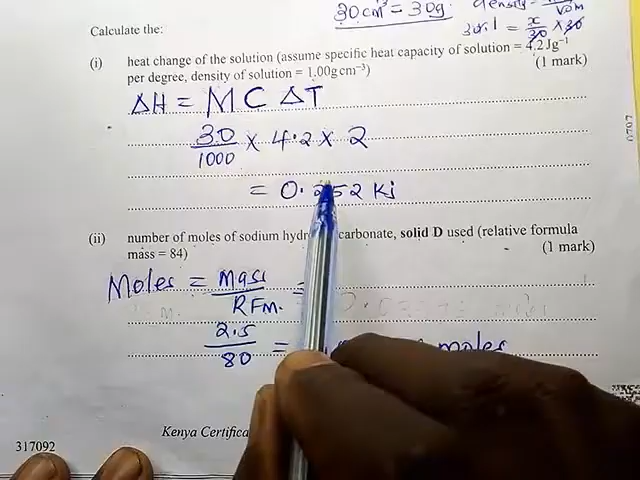 30cm³ = 30g.
Calculate the:
(i) heat change of the solution (assume specific heat capacity of solution = 4.2 Jg⁻¹
per degree, density of solution = 1.00gcm⁻³) (1 mark)
ΔH = MCΔT
30/1000 × 4.2 × 2
= 0.252 Kj
(ii) number of moles of sodium carbonate, solid D used (relative formula
mass = 84) (1 mark)
Moles = Mass/RFM. =
2.5/80 = moles
Kenya Certifica
317092